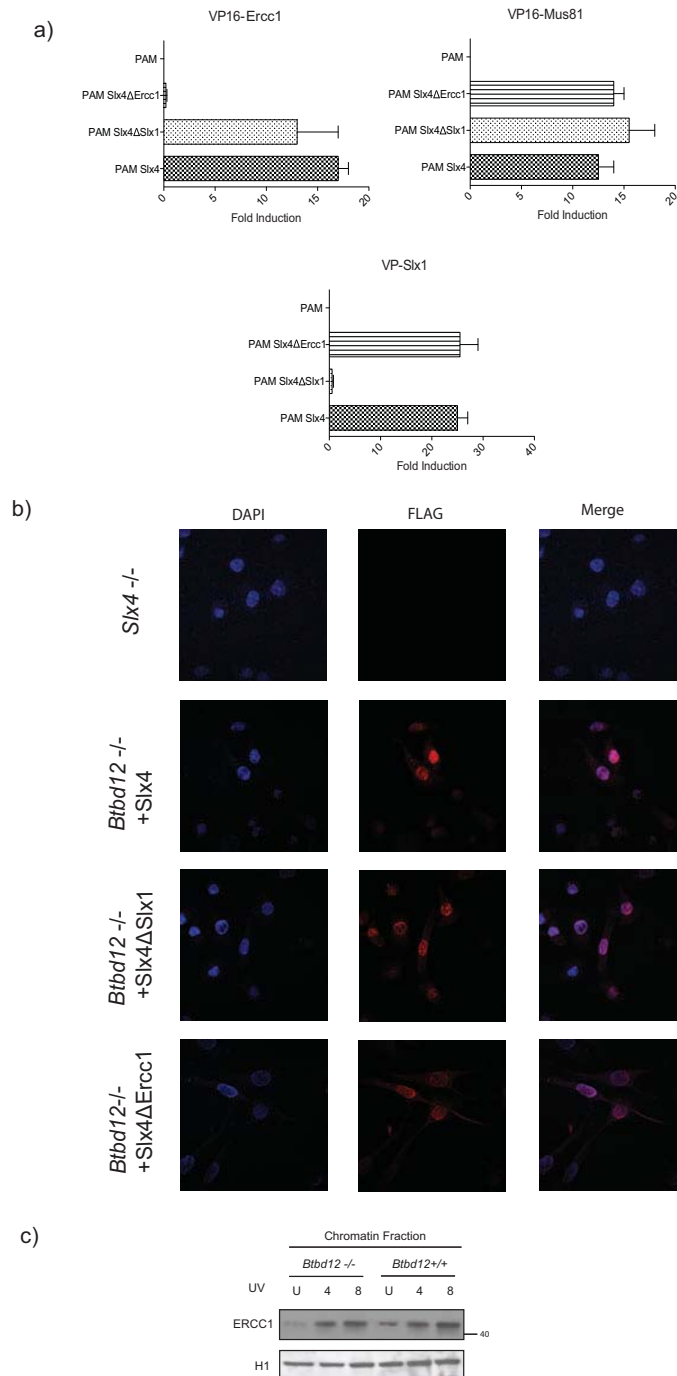 a)
VP16-Ercc1
PAM
PAM Slx4ΔErcc1
PAM Slx4ΔSlx1
PAM Slx4
0 5 10 15 20
Fold Induction
VP16-Mus81
PAM
PAM Slx4ΔErcc1
PAM Slx4ΔSlx1
PAM Slx4
0 5 10 15 20
Fold Induction
VP-Slx1
PAM
PAM Slx4ΔErcc1
PAM Slx4ΔSlx1
PAM Slx4
0 10 20 30 40
Fold Induction
b)
DAPI FLAG Merge
Slx4 -/-
Btbd12 -/-
+Slx4
Btbd12 -/-
+Slx4ΔSlx1
Btbd12-/-
+Slx4ΔErcc1
c)
Chromatin Fraction
Btbd12 -/- Btbd12+/+
UV U 4 8 U 4 8
ERCC1
40
H1